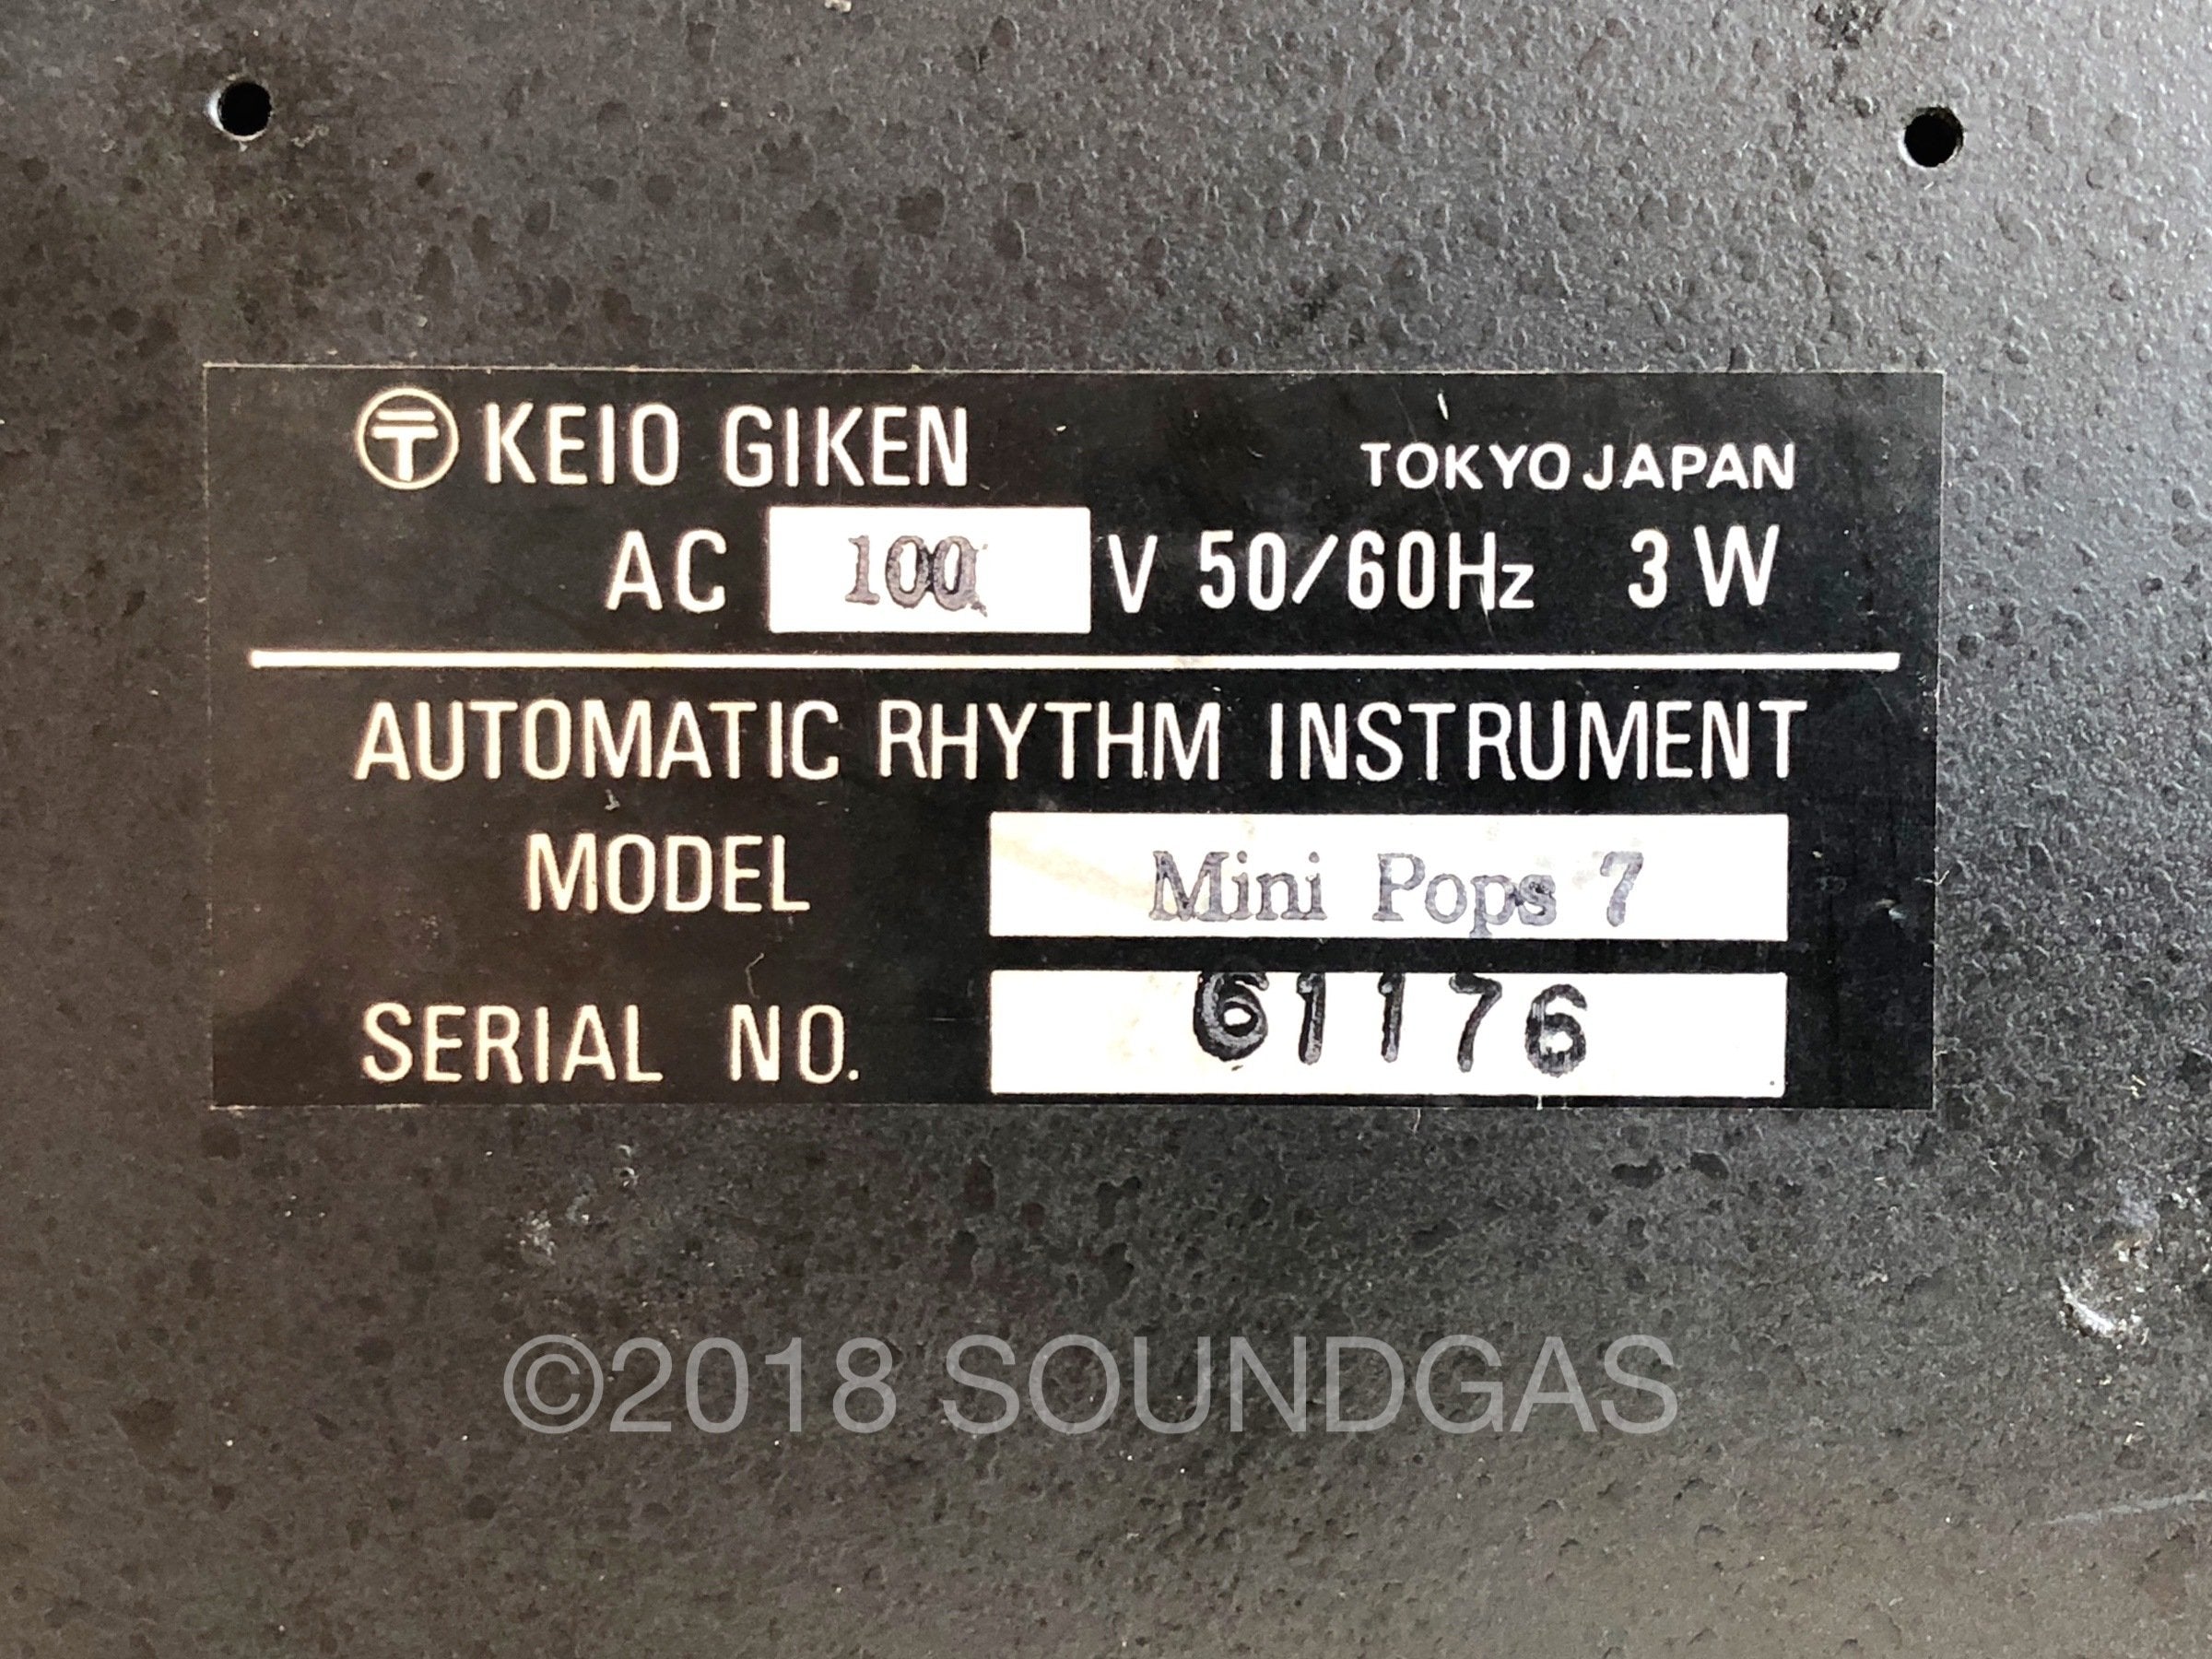 〒 KEIO GIKEN TOKYO JAPAN
AC 100 V 50/60Hz 3W
AUTOMATIC RHYTHM INSTRUMENT
MODEL Mini Pops 7
SERIAL NO. 61176
©2018 SOUNDGAS